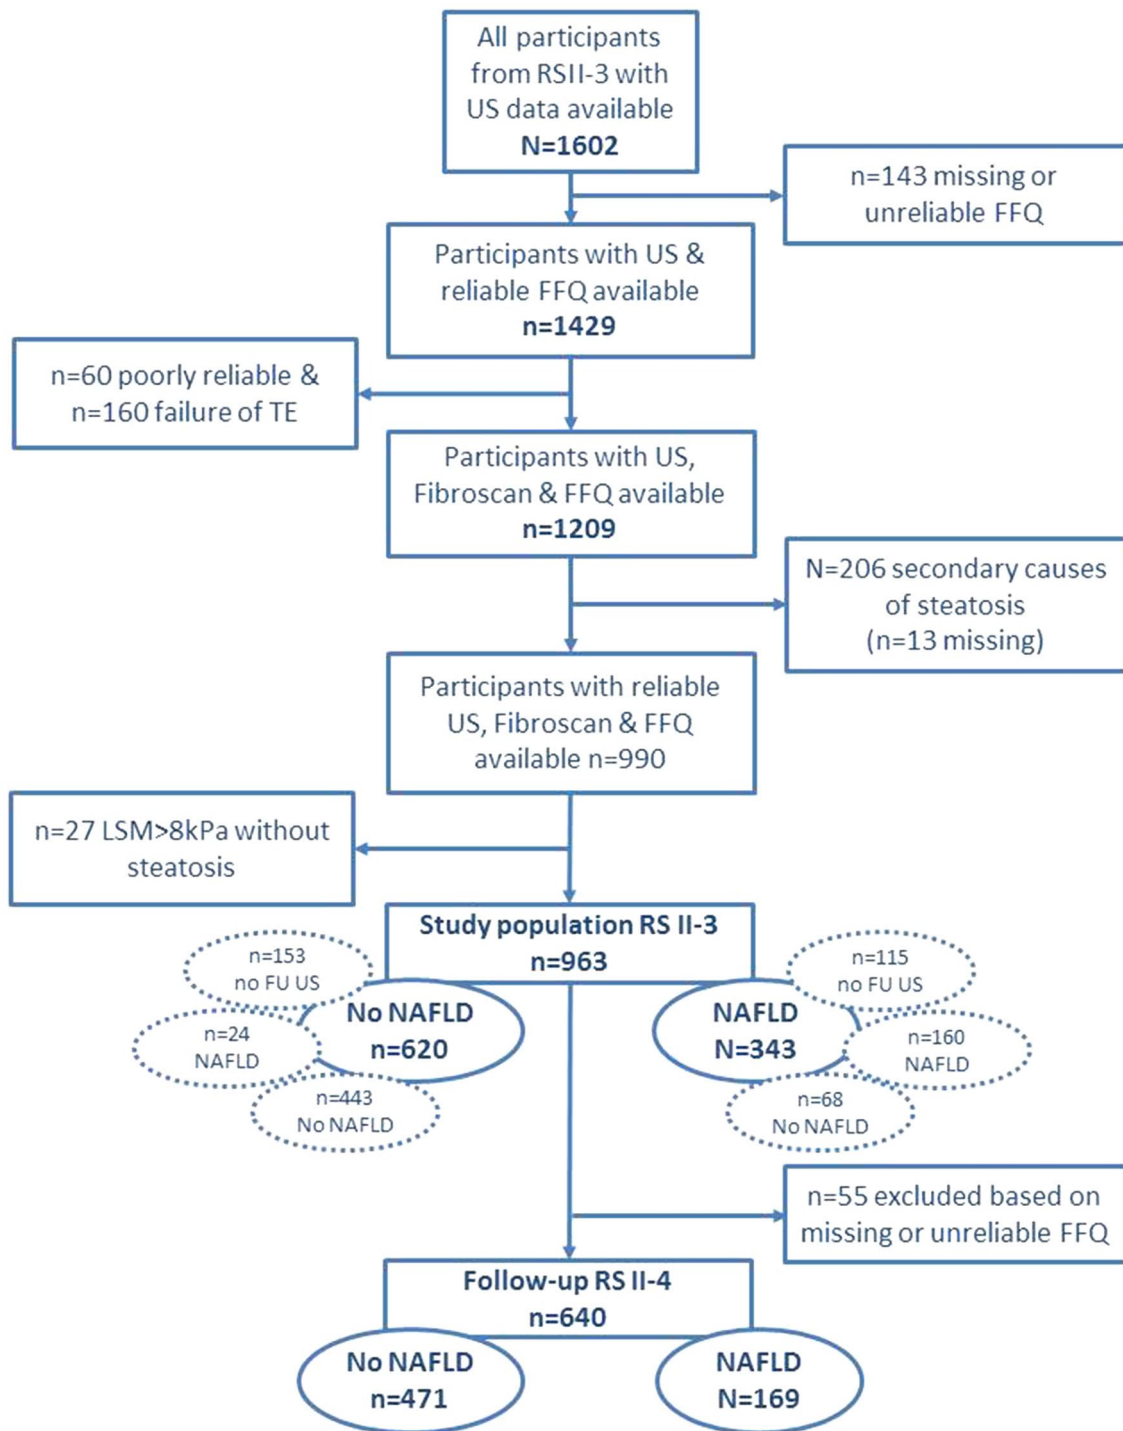 All participants
from RSII-3 with
US data available
N=1602
n=143 missing or
unreliable FFQ
Participants with US &
reliable FFQ available
n=1429
n=60 poorly reliable &
n=160 failure of TE
Participants with US,
Fibroscan & FFQ available
n=1209
N=206 secondary causes
of steatosis
(n=13 missing)
Participants with reliable
US, Fibroscan & FFQ
available n=990
n=27 LSM>8kPa without
steatosis
Study population RS II-3
n=963
n=153
no FU US
No NAFLD
n=620
n=24
NAFLD
n=443
No NAFLD
n=115
no FU US
NAFLD
N=343
n=160
NAFLD
n=68
No NAFLD
n=55 excluded based on
missing or unreliable FFQ
Follow-up RS II-4
n=640
No NAFLD
n=471
NAFLD
N=169